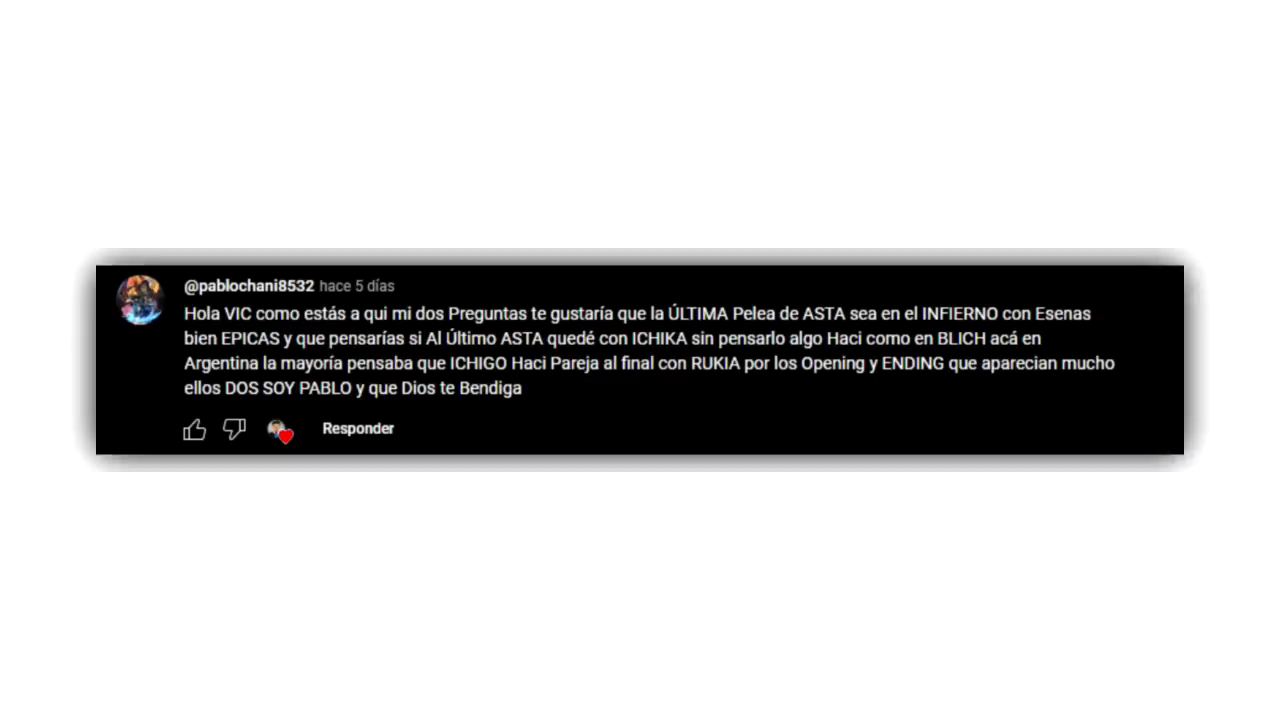 @pablochani8532 hace 5 días
Hola VIC como estás a qui mi dos Preguntas te gustaría que la ÚLTIMA Pelea de ASTA sea en el INFIERNO con Esenas
bien EPICAS y que pensarías si Al Último ASTA quedé con ICHIKA sin pensarlo algo Haci como en BLICH acá en
Argentina la mayoría pensaba que ICHIGO Haci Pareja al final con RUKIA por los Opening y ENDING que aparecian mucho
ellos DOS SOY PABLO y que Dios te Bendiga
Responder